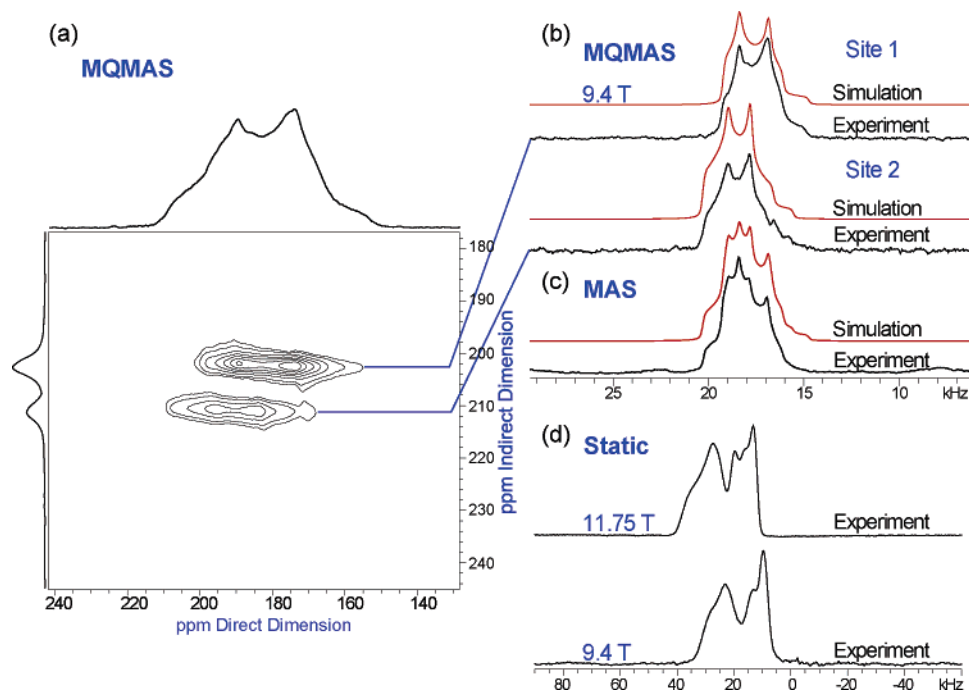 (a)
MQMAS
180
190
200
210
220
230
240
ppm Indirect Dimension
240 220 200 180 160 140
ppm Direct Dimension
(b)
MQMAS
9.4 T
Site 1
Simulation
Experiment
Site 2
Simulation
Experiment
(c)
MAS
Simulation
Experiment
25 20 15 10 kHz
(d)
Static
11.75 T
Experiment
9.4 T
Experiment
80 60 40 20 0 -20 -40 kHz